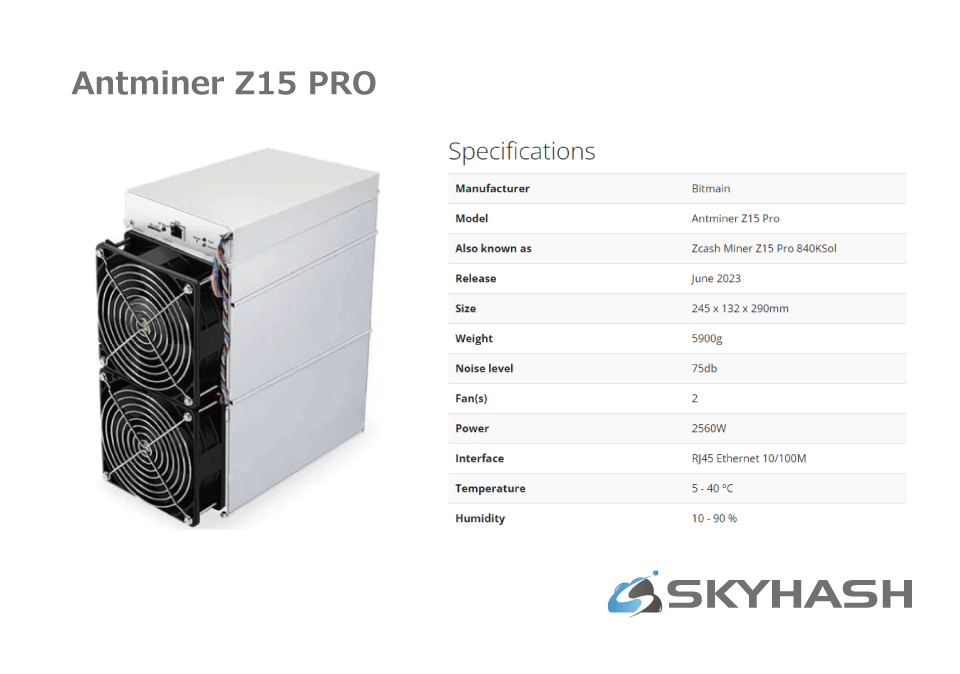 Antminer Z15 PRO
Specifications
Manufacturer Bitmain
Model Antminer Z15 Pro
Also known as Zcash Miner Z15 Pro 840KSol
Release June 2023
Size 245 x 132 x 290mm
Weight 5900g
Noise level 75db
Fan(s) 2
Power 2560W
Interface RJ45 Ethernet 10/100M
Temperature 5 - 40 °C
Humidity 10 - 90 %
SKYHASH